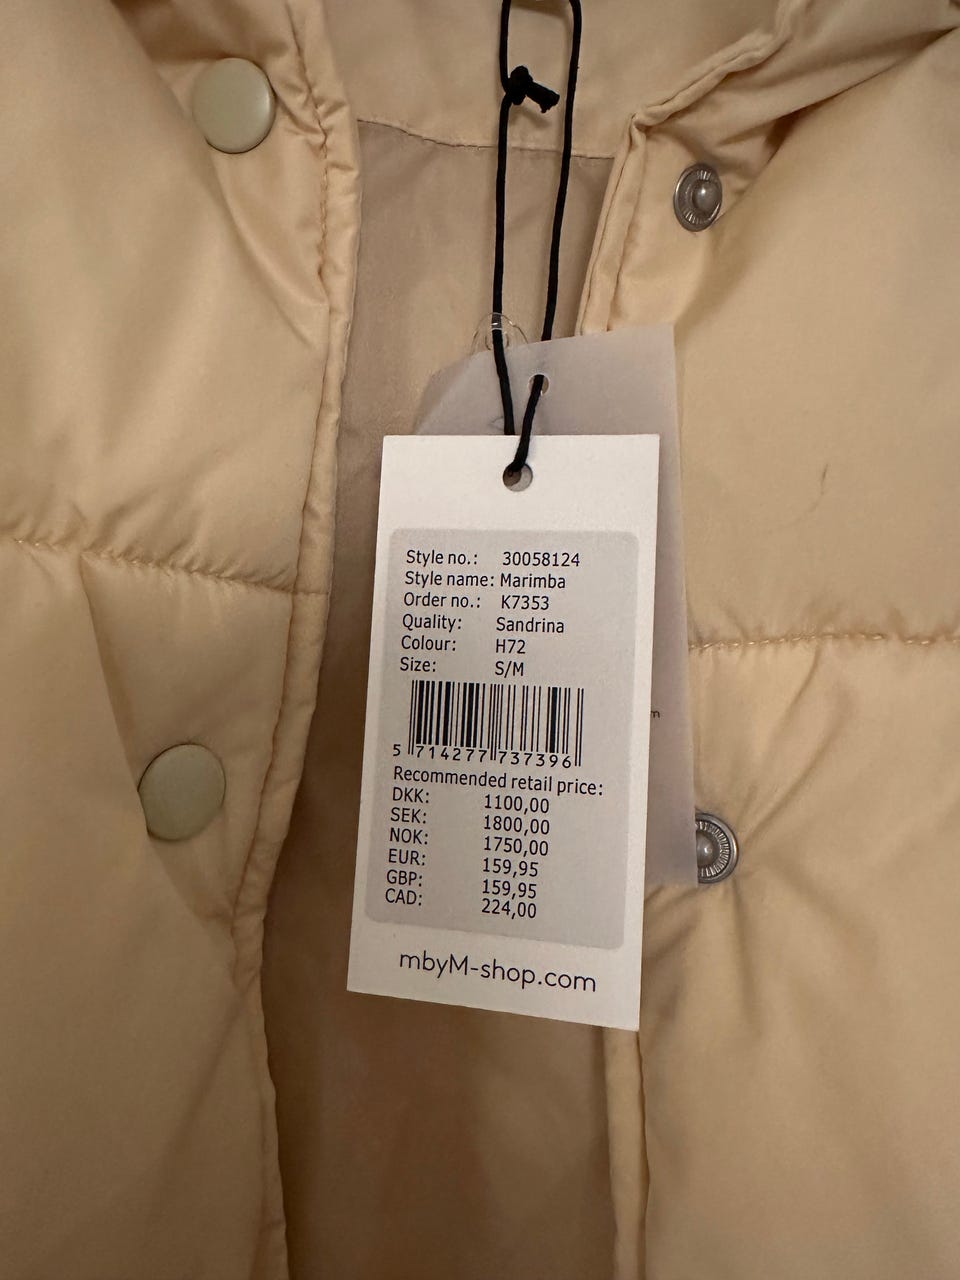 Style no.: 30058124
Style name: Marimba
Order no.: K7353
Quality: Sandrina
Colour: H72
Size: S/M
5 714277 737396
Recommended retail price:
DKK: 1100,00
SEK: 1800,00
NOK: 1750,00
EUR: 159,95
GBP: 159,95
CAD: 224,00
mbyM-shop.com
m